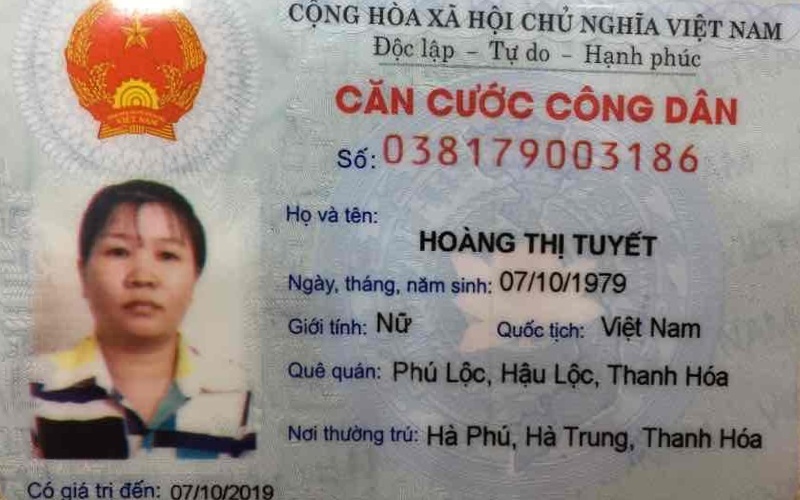 CỘNG HÒA XÃ HỘI CHỦ NGHĨA VIỆT NAM
Độc lập – Tự do – Hạnh phúc
CĂN CƯỚC CÔNG DÂN
Số: 038179003186
Họ và tên:
HOÀNG THỊ TUYẾT
Ngày, tháng, năm sinh: 07/10/1979
Giới tính: Nữ Quốc tịch: Việt Nam
Quê quán: Phú Lộc, Hậu Lộc, Thanh Hóa
Nơi thường trú: Hà Phú, Hà Trung, Thanh Hóa
Có giá trị đến: 07/10/2019